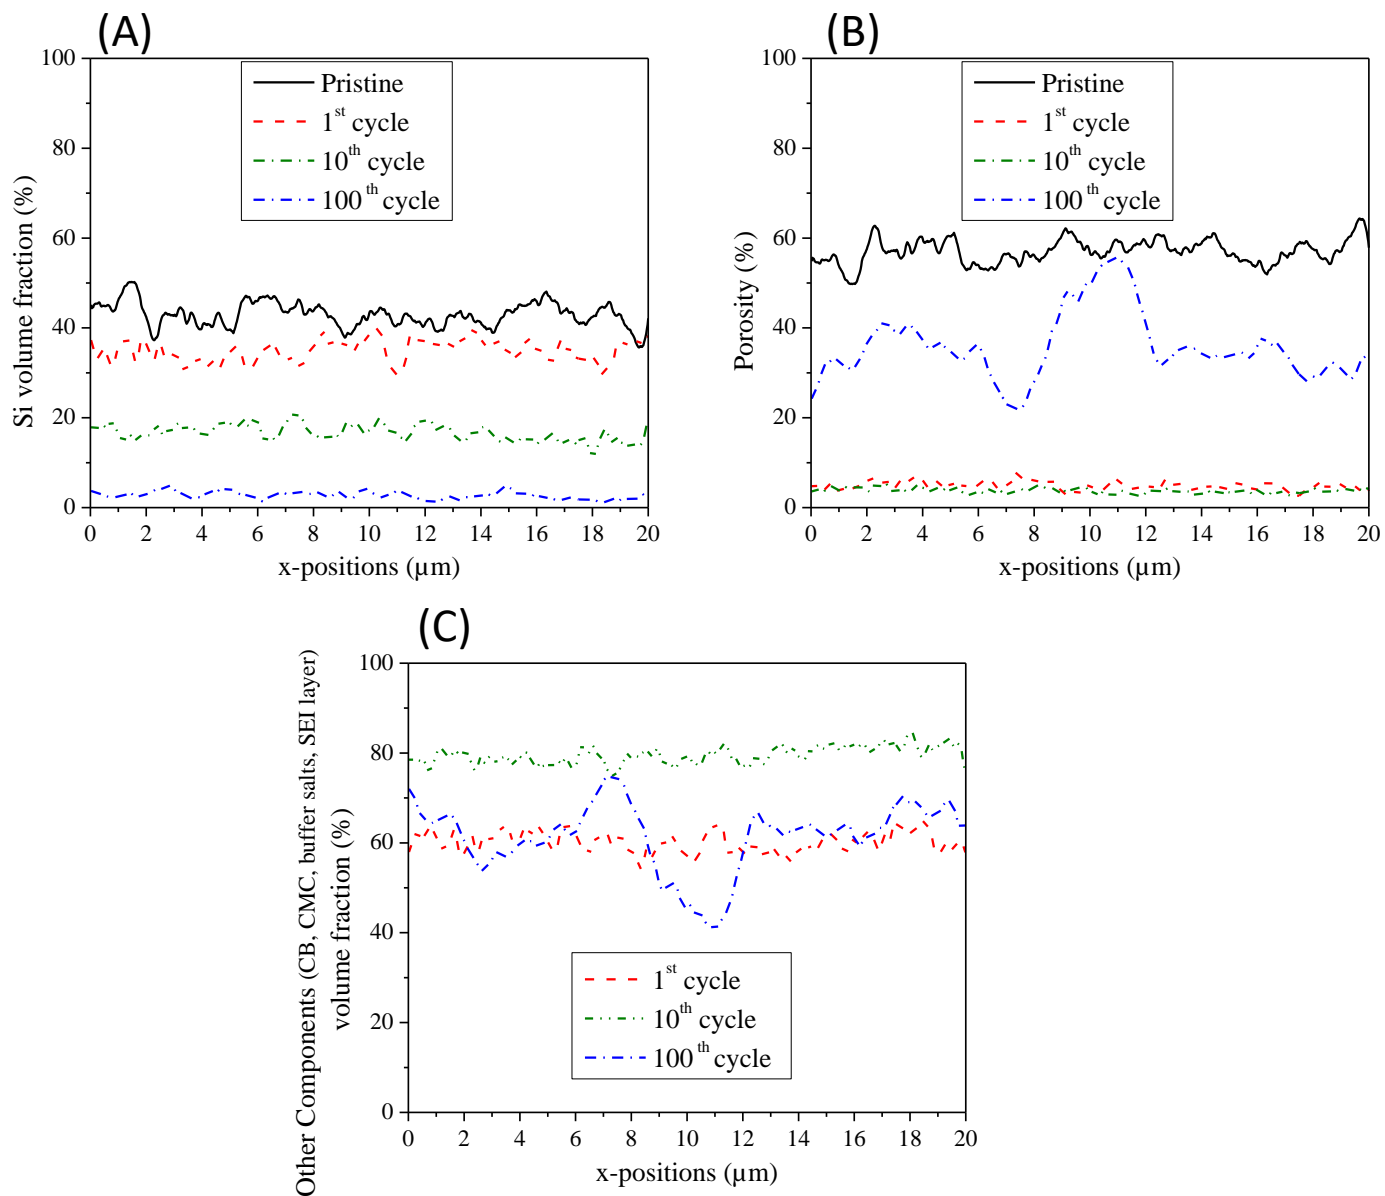 (A)
100
80
60
40
20
0
Si volume fraction (%)
Pristine
1st cycle
10th cycle
100th cycle
0 2 4 6 8 10 12 14 16 18 20
x-positions (µm)
(B)
100
80
60
40
20
0
Porosity (%)
Pristine
1st cycle
10th cycle
100th cycle
0 2 4 6 8 10 12 14 16 18 20
x-positions (µm)
(C)
100
80
60
40
20
0
Other Components (CB, CMC, buffer salts, SEI layer)
volume fraction (%)
1st cycle
10th cycle
100th cycle
0 2 4 6 8 10 12 14 16 18 20
x-positions (µm)